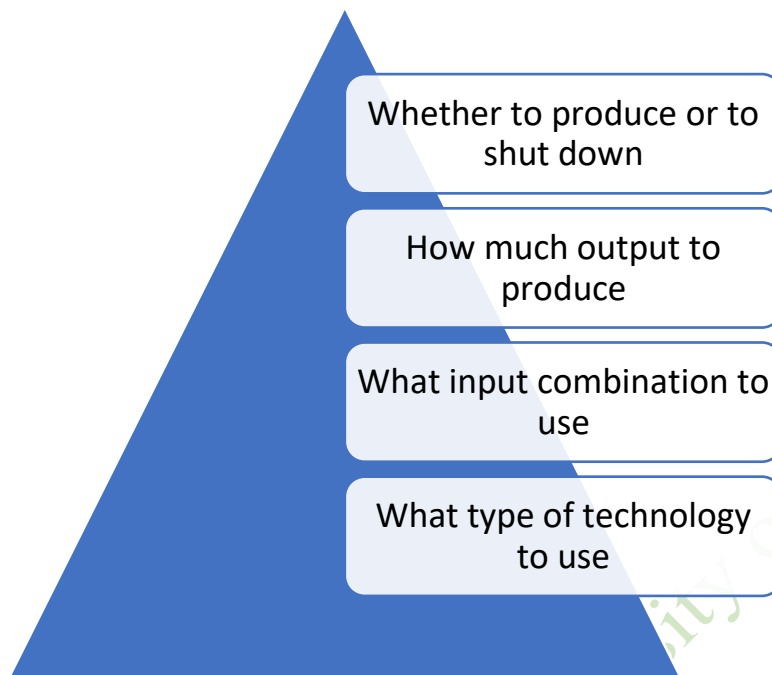 Whether to produce or to
shut down
How much output to
produce
What input combination to
use
What type of technology
to use